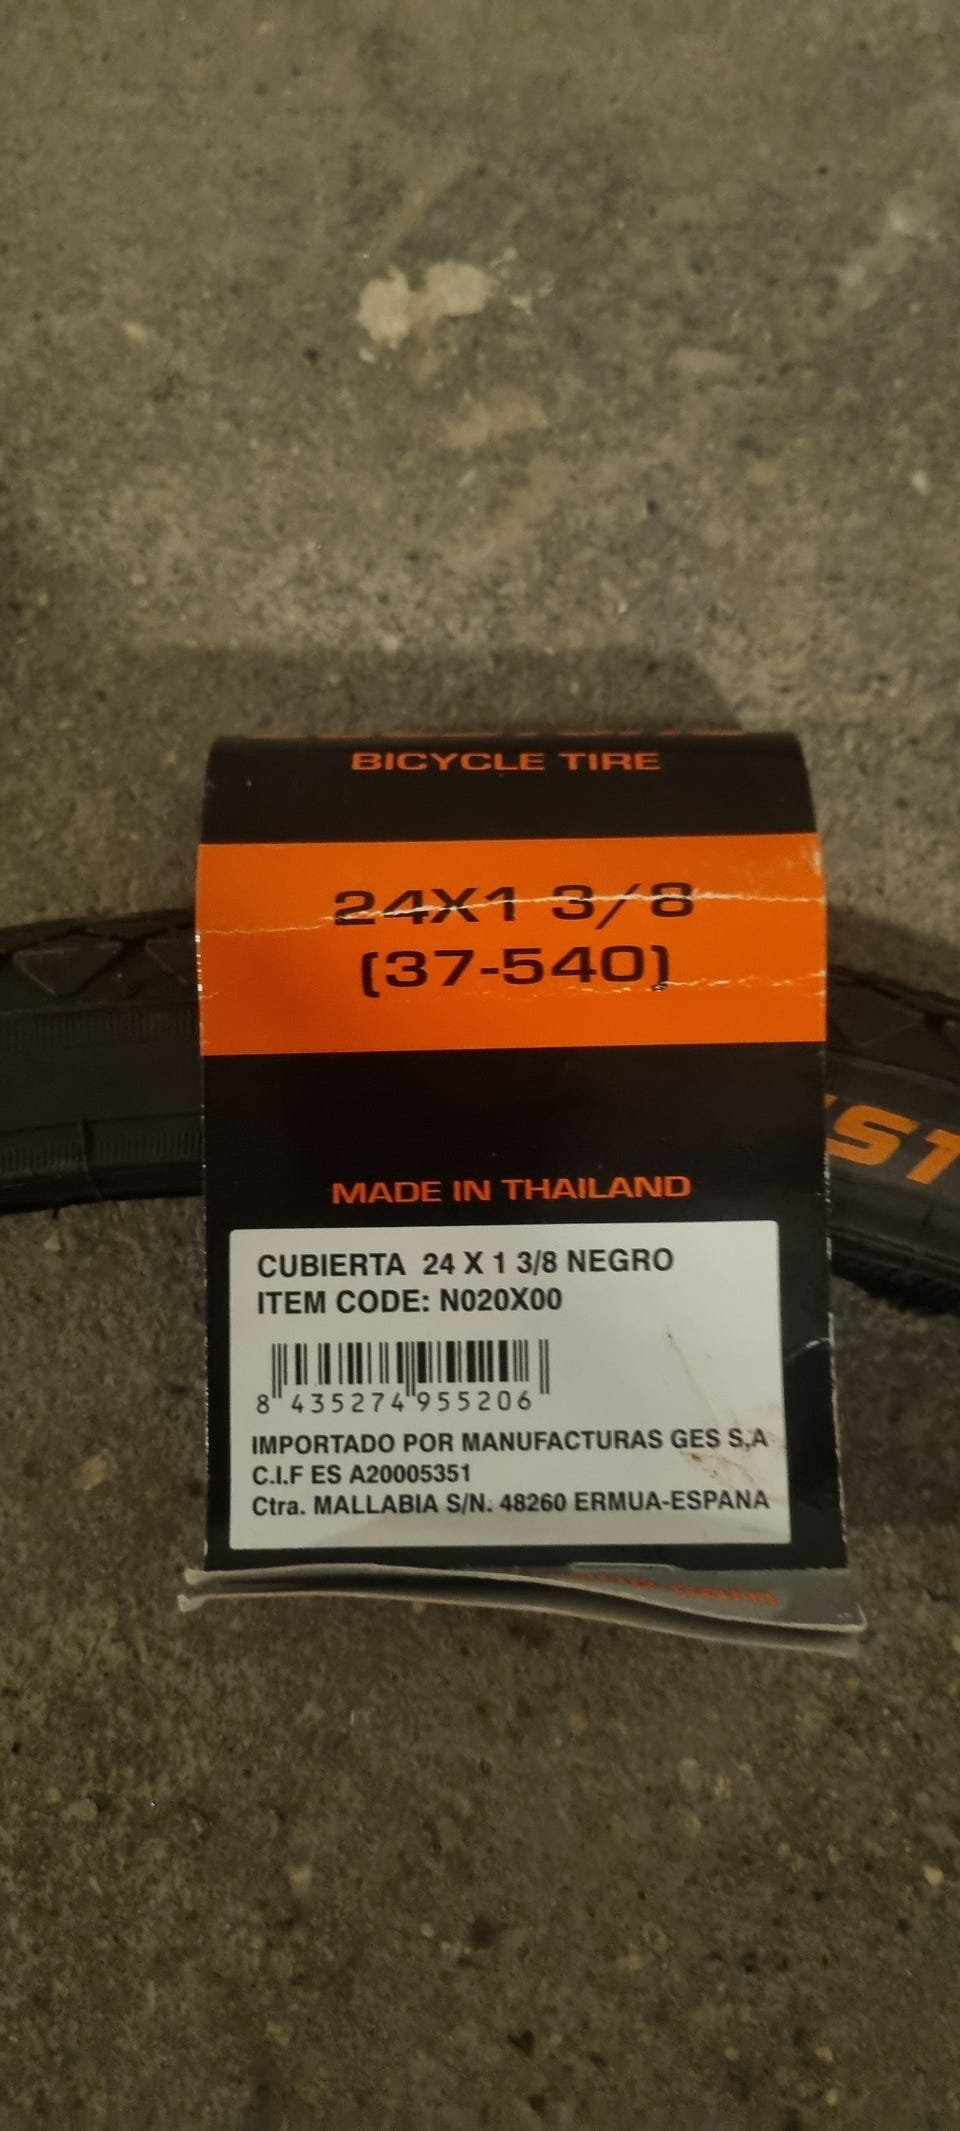 BICYCLE TIRE
24X1 3/8
(37-540)
ST
MADE IN THAILAND
CUBIERTA 24 X 1 3/8 NEGRO
ITEM CODE: N020X00
8 435274 955206
IMPORTADO POR MANUFACTURAS GES S,A
C.I.F ES A20005351
Ctra. MALLABIA S/N. 48260 ERMUA-ESPANA